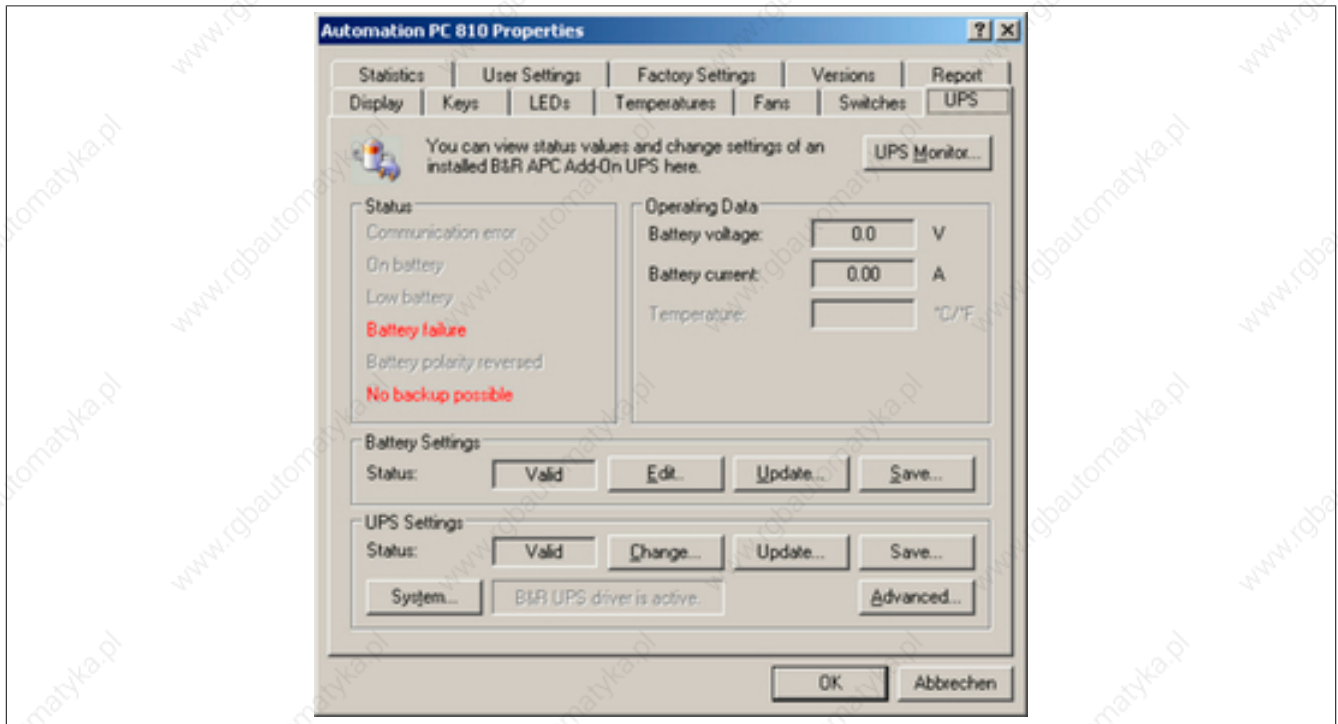 Automation PC 810 Properties
Statistics User Settings Factory Settings Versions Report
Display Keys LEDs Temperatures Fans Switches UPS
You can view status values and change settings of an
installed B&R APC Add-On UPS here.
UPS Monitor...
Status
Communication error
On battery
Low battery
Battery failure
Battery polarity reversed
No backup possible
Operating Data
Battery voltage: 0.0 V
Battery current: 0.00 A
Temperature: °C/°F
Battery Settings
Status: Valid Edit.. Update... Save...
UPS Settings
Status: Valid Change... Update... Save...
System... B&R UPS driver is active. Advanced...
OK Abbrechen
www.rgbautomatyka.pl